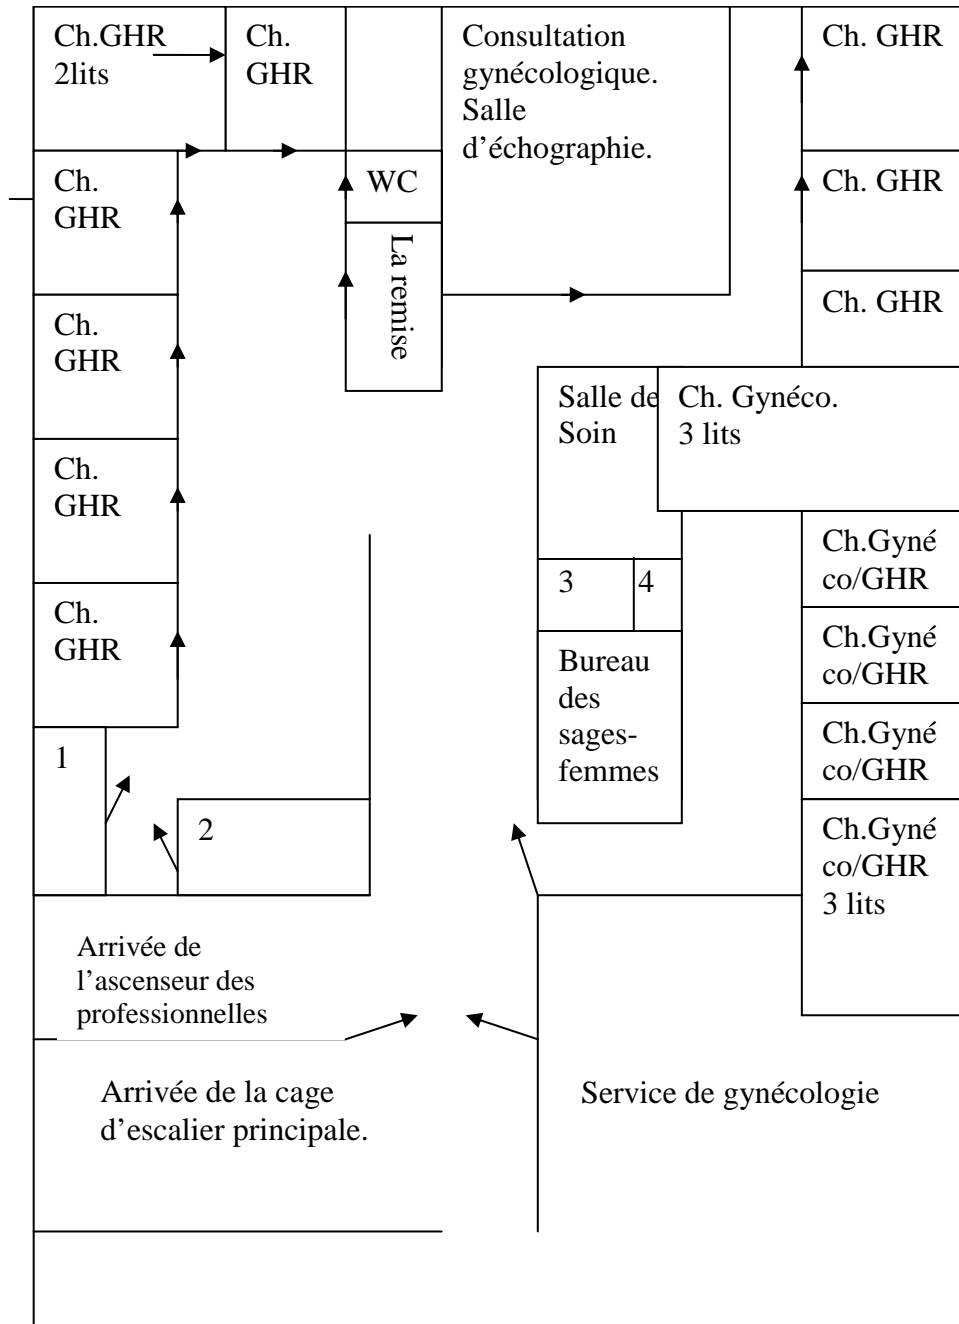 Ch.GHR
2lits
Ch.
GHR
Consultation
gynécologique.
Salle
d’échographie.
Ch. GHR
Ch.
GHR
WC
Ch. GHR
La remise
Ch.
GHR
Ch. GHR
Salle de
Soin
Ch. Gynéco.
3 lits
Ch.
GHR
Ch.Gyné
co/GHR
3
4
Ch.
GHR
Ch.Gyné
co/GHR
Bureau
des
sages-
femmes
1
Ch.Gyné
co/GHR
2
Ch.Gyné
co/GHR
3 lits
Arrivée de
l’ascenseur des
professionnelles
Arrivée de la cage
d’escalier principale.
Service de gynécologie